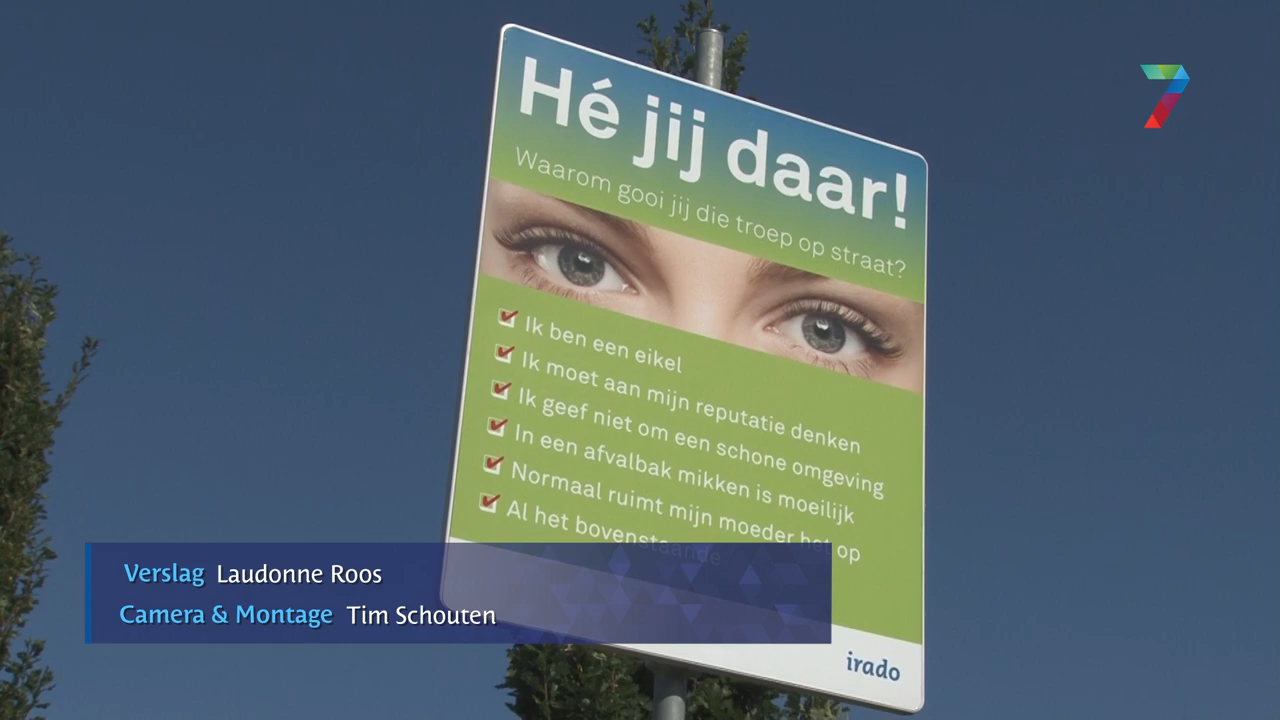 7
Hé jij daar!
Waarom gooi jij die troep op straat?
Ik ben een eikel
Ik moet aan mijn reputatie denken
Ik geef niet om een schone omgeving
In een afvalbak mikken is moeilijk
Normaal ruimt mijn moeder het op
Al het bovenstaande
Verslag Laudonne Roos
Camera & Montage Tim Schouten
irado